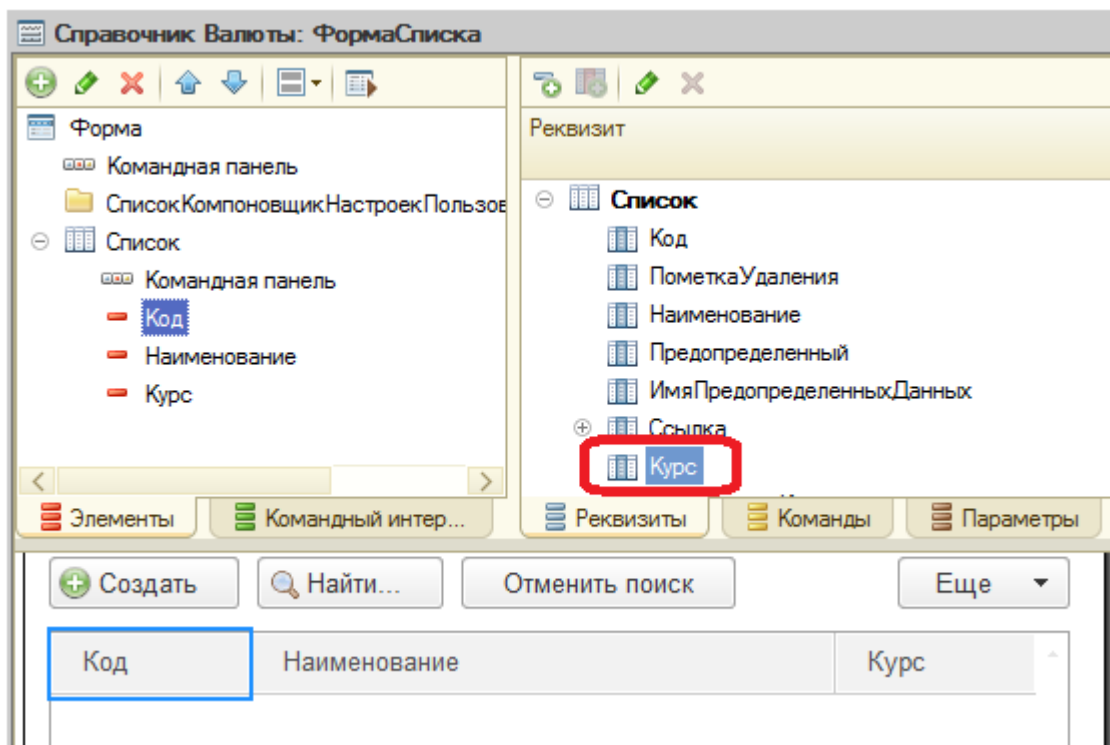 Справочник Валюты: ФормаСписка
Форма
Командная панель
СписокКомпоновщикНастроекПользов
Список
Командная панель
Код
Наименование
Курс
Элементы
Командный интер...
Реквизит
Список
Код
ПометкаУдаления
Наименование
Предопределенный
ИмяПредопределенныхДанных
Ссылка
Курс
Реквизиты
Команды
Параметры
Создать
Найти...
Отменить поиск
Еще
Код
Наименование
Курс